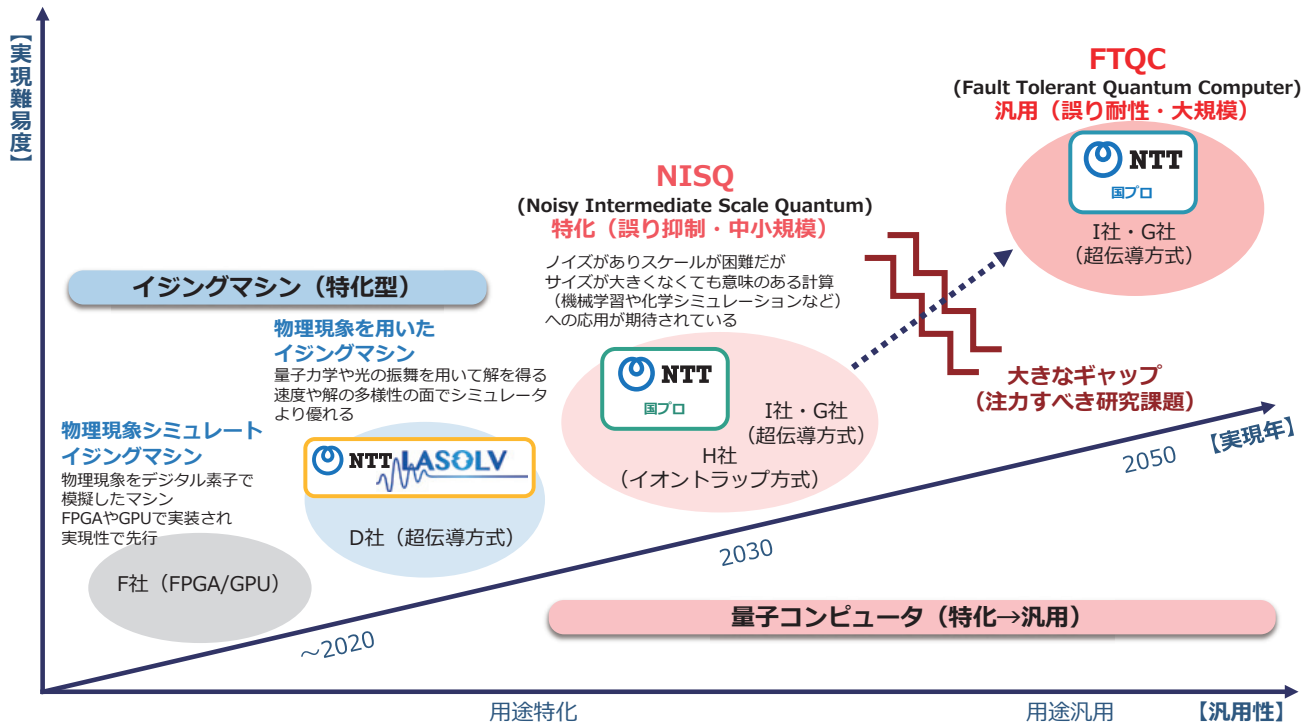 【実現難易度】
FTQC
(Fault Tolerant Quantum Computer)
汎用（誤り耐性・大規模）
NTT
国プロ
I社・G社
（超伝導方式）
NISQ
(Noisy Intermediate Scale Quantum)
特化（誤り抑制・中小規模）
ノイズがありスケールが困難だが
サイズが大きくなくても意味のある計算
（機械学習や化学シミュレーションなど）
への応用が期待されている
NTT
国プロ
I社・G社
（超伝導方式）
H社
（イオントラップ方式）
大きなギャップ
（注力すべき研究課題）
イジングマシン（特化型）
物理現象を用いた
イジングマシン
量子力学や光の振舞を用いて解を得る
速度や解の多様性の面でシミュレータ
より優れる
NTT LASOLV
D社（超伝導方式）
物理現象シミュレート
イジングマシン
物理現象をデジタル素子で
模擬したマシン
FPGAやGPUで実装され
実現性で先行
F社（FPGA/GPU）
～2020
2030
2050
【実現年】
量子コンピュータ（特化→汎用）
用途特化
用途汎用
【汎用性】